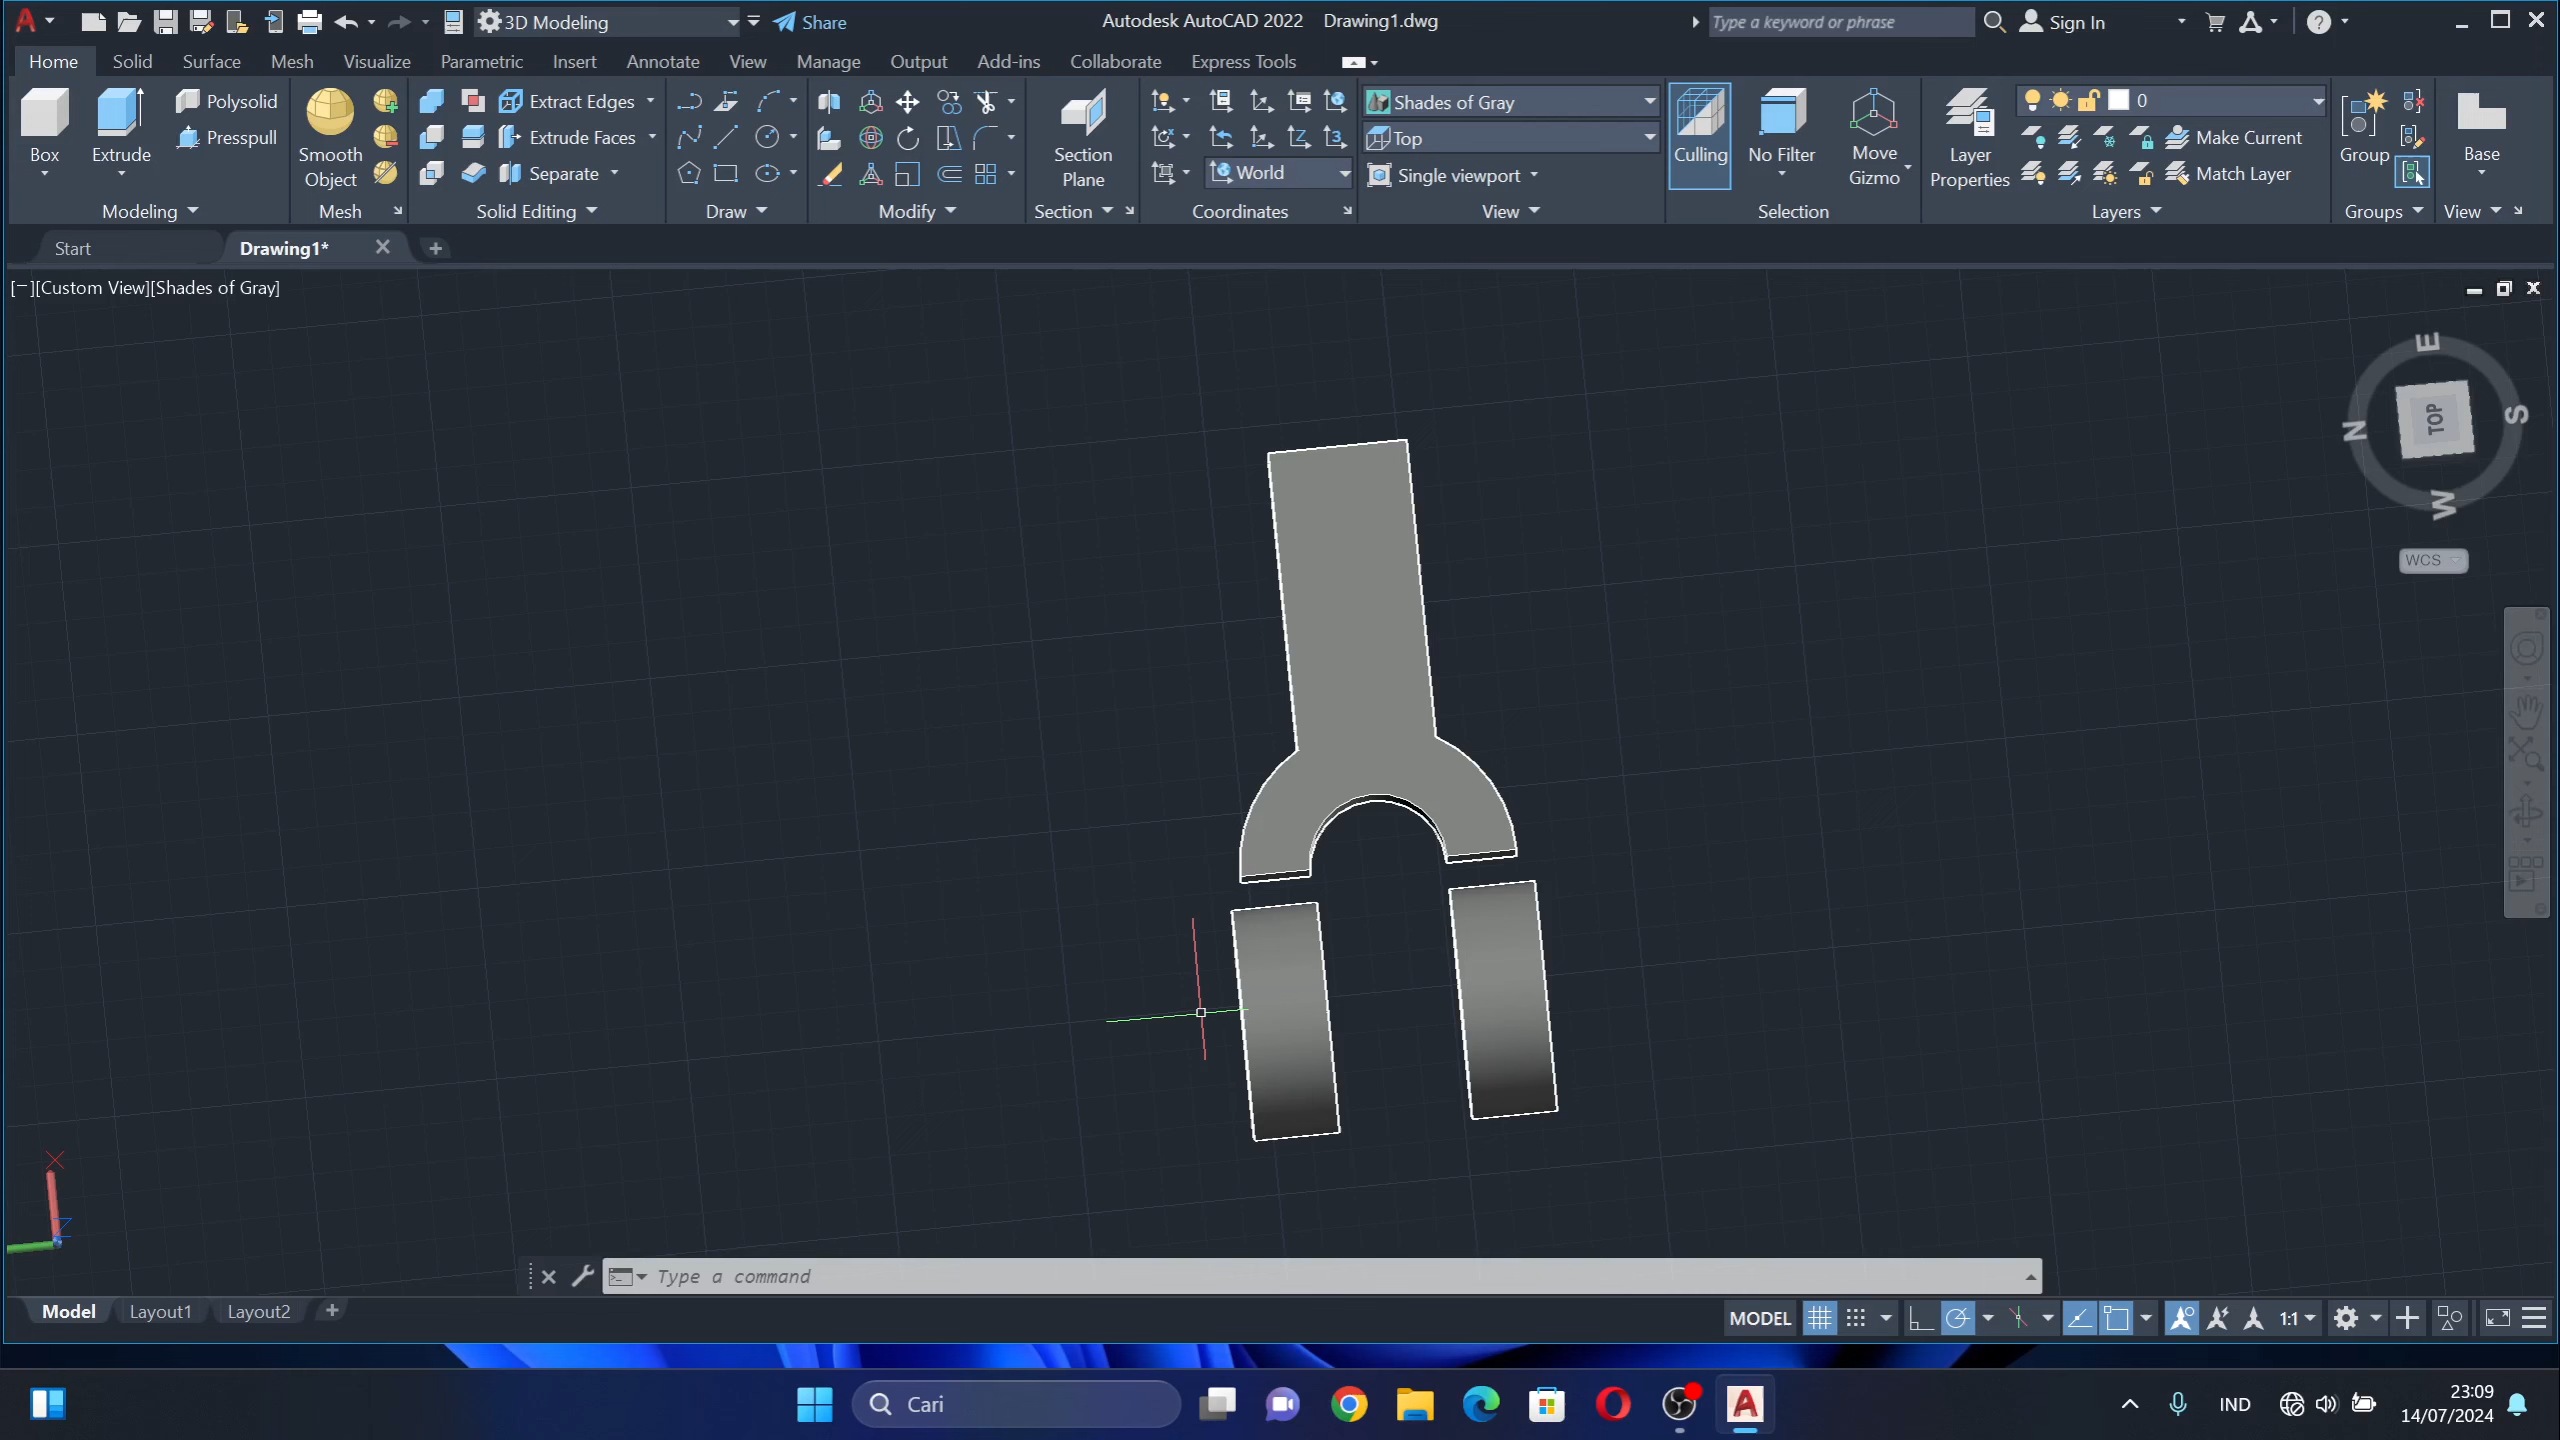 3D Modeling Share Autodesk AutoCAD 2022 Drawing1.dwg Type a keyword or phrase Sign In
Home Solid Surface Mesh Visualize Parametric Insert Annotate View Manage Output Add-ins Collaborate Express Tools
Box Extrude Polysolid Presspull
Smooth Object
Extract Edges
Extrude Faces
Separate
Section Plane
World
Shades of Gray
Top
Single viewport
Culling No Filter Move Gizmo
Layer Properties
0
Make Current
Match Layer
Group Base
Modeling Mesh Solid Editing Draw Modify Section Coordinates View Selection Layers Groups View
Start Drawing1*
[−][Custom View][Shades of Gray]
E
N TOP S
W
WCS
X
Z
Type a command
Model Layout1 Layout2 MODEL 1:1
Cari IND 23:09
14/07/2024